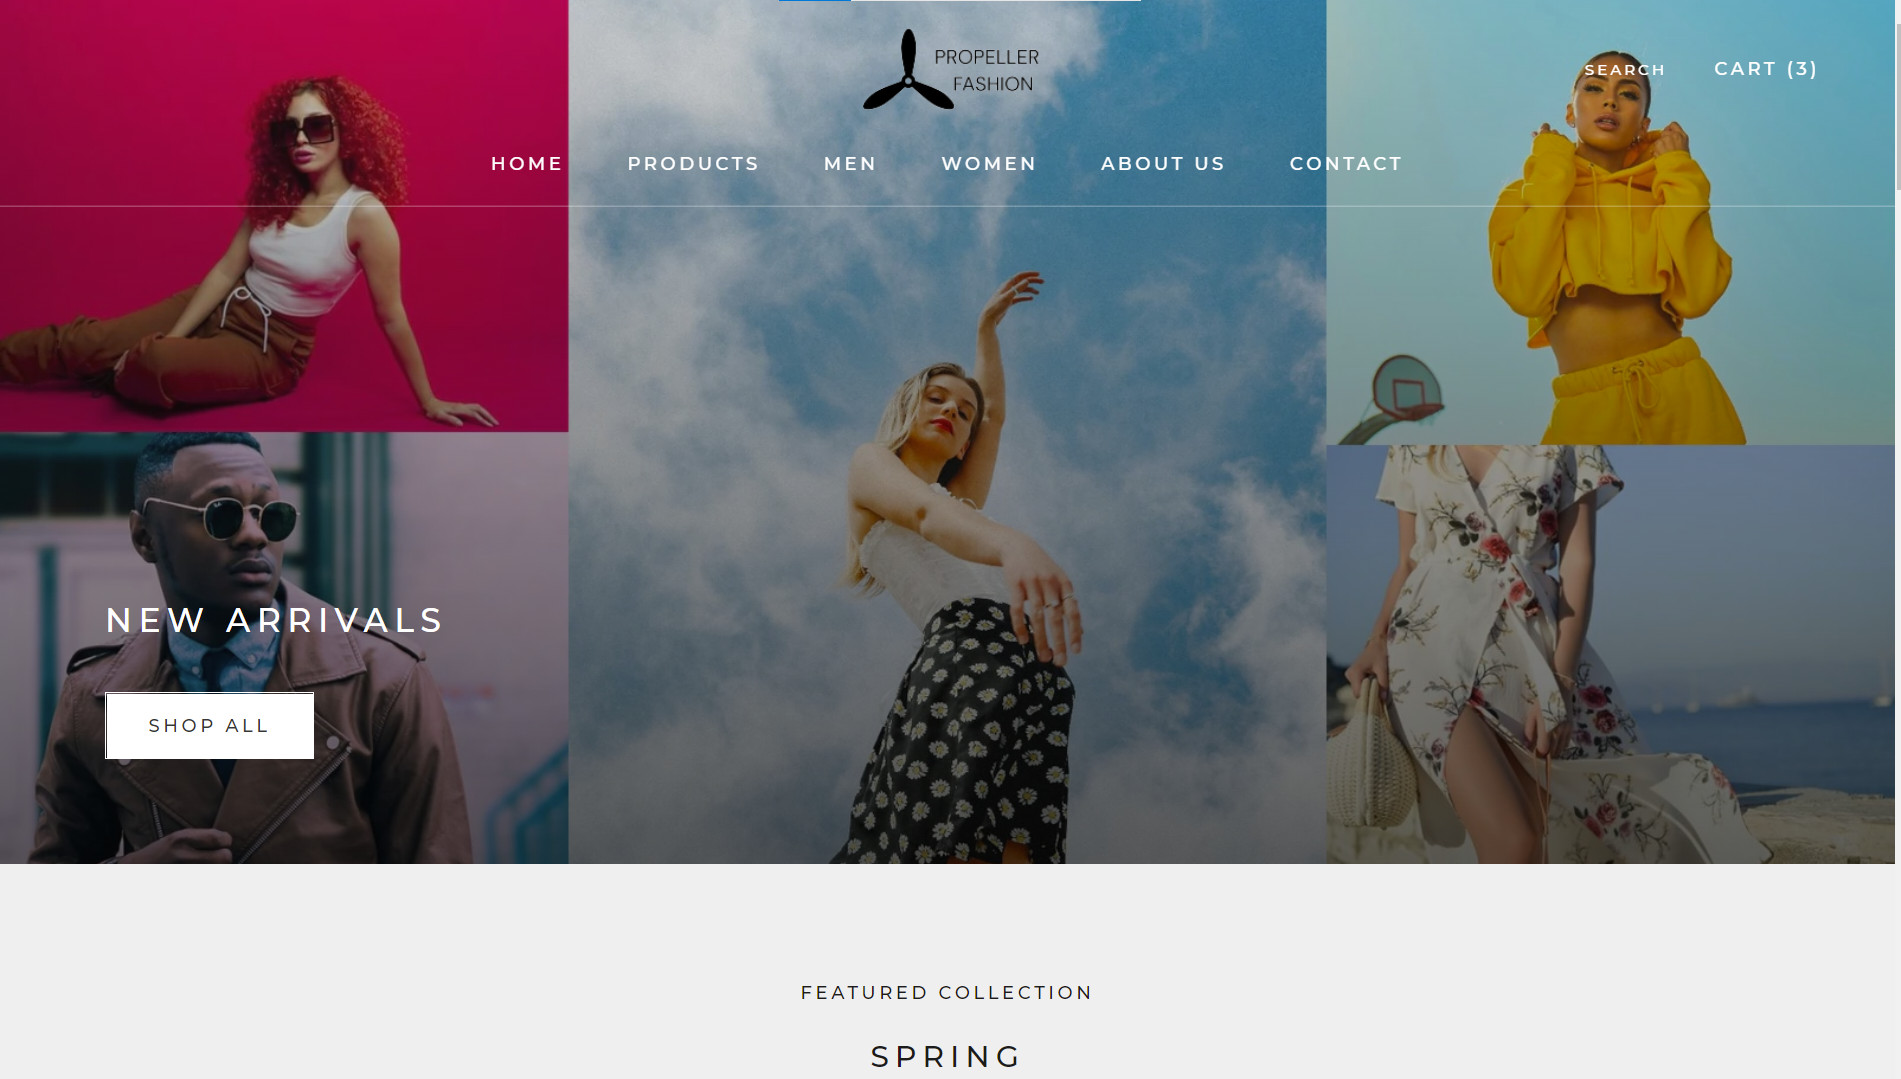 PROPELLER
FASHION
SEARCH
CART (3)
HOME
PRODUCTS
MEN
WOMEN
ABOUT US
CONTACT
NEW ARRIVALS
SHOP ALL
FEATURED COLLECTION
SPRING